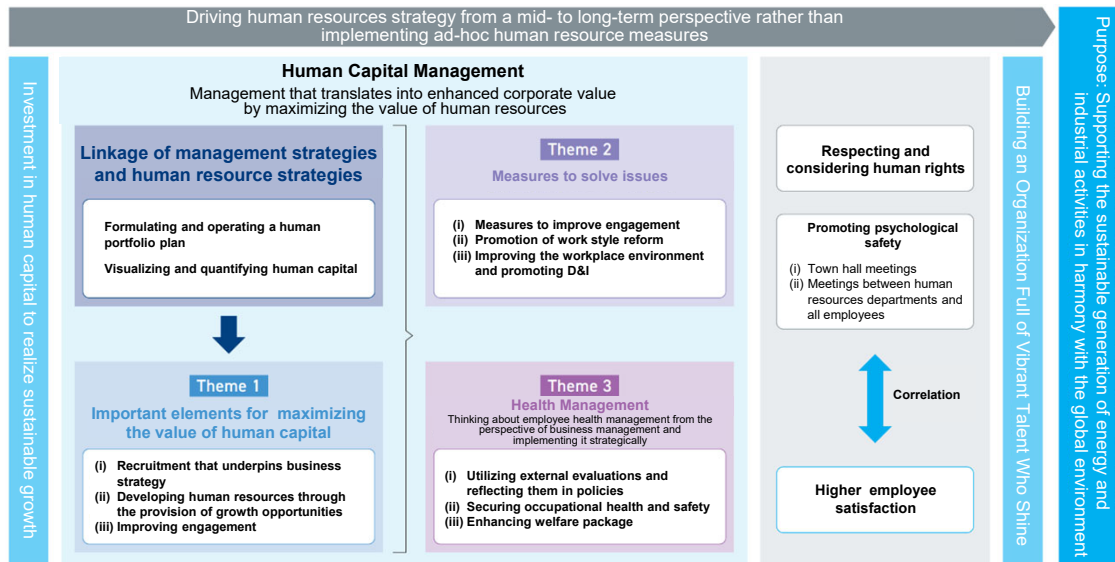 Driving human resources strategy from a mid- to long-term perspective rather than
implementing ad-hoc human resource measures
Investment in human capital to realize sustainable growth
Human Capital Management
Management that translates into enhanced corporate value
by maximizing the value of human resources
Linkage of management strategies
and human resource strategies
Formulating and operating a human
portfolio plan
Visualizing and quantifying human capital
Theme 1
Important elements for maximizing
the value of human capital
(i) Recruitment that underpins business
strategy
(ii) Developing human resources through
the provision of growth opportunities
(iii) Improving engagement
Theme 2
Measures to solve issues
(i) Measures to improve engagement
(ii) Promotion of work style reform
(iii) Improving the workplace environment
and promoting D&I
Theme 3
Health Management
Thinking about employee health management from the
perspective of business management and
implementing it strategically
(i) Utilizing external evaluations and
reflecting them in policies
(ii) Securing occupational health and safety
(iii) Enhancing welfare package
Respecting and
considering human rights
Promoting psychological
safety
(i) Town hall meetings
(ii) Meetings between human
resources departments and
all employees
Correlation
Higher employee
satisfaction
Building an Organization Full of Vibrant Talent Who Shine
Purpose: Supporting the sustainable generation of energy and
industrial activities in harmony with the global environment